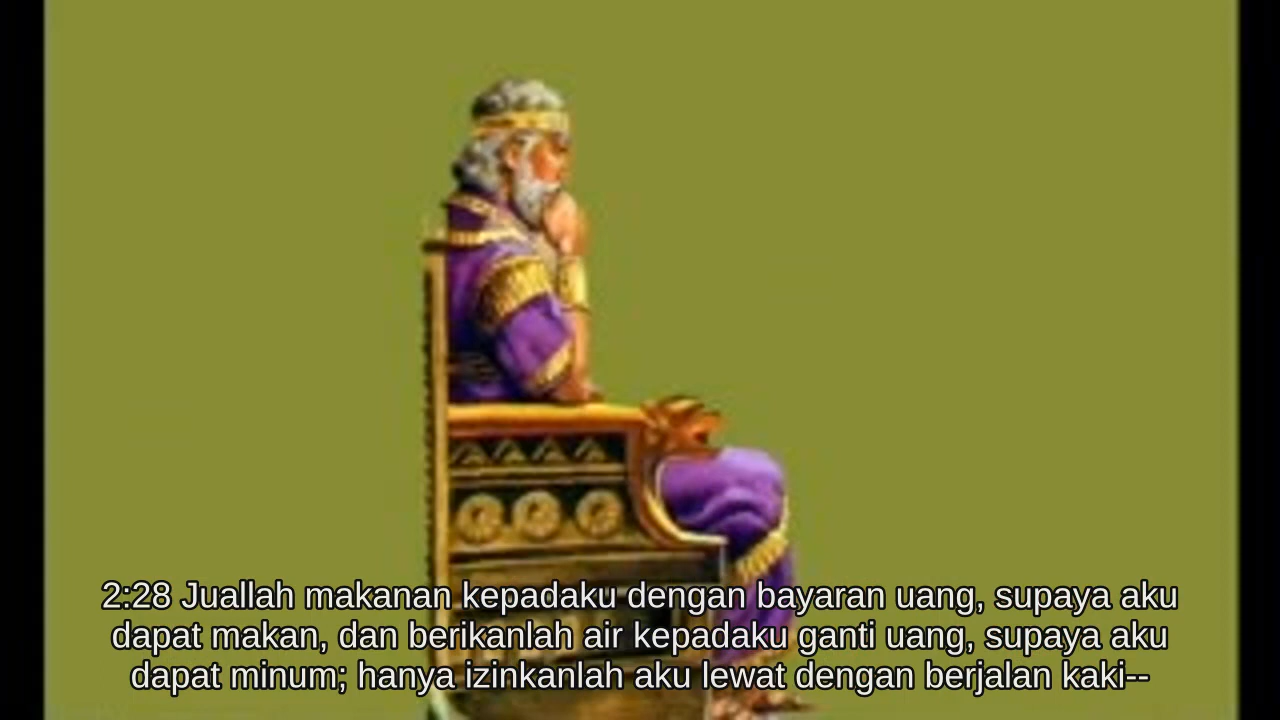 2:28 Juallah makanan kepadaku dengan bayaran uang, supaya aku
dapat makan, dan berikanlah air kepadaku ganti uang, supaya aku
dapat minum; hanya izinkanlah aku lewat dengan berjalan kaki--